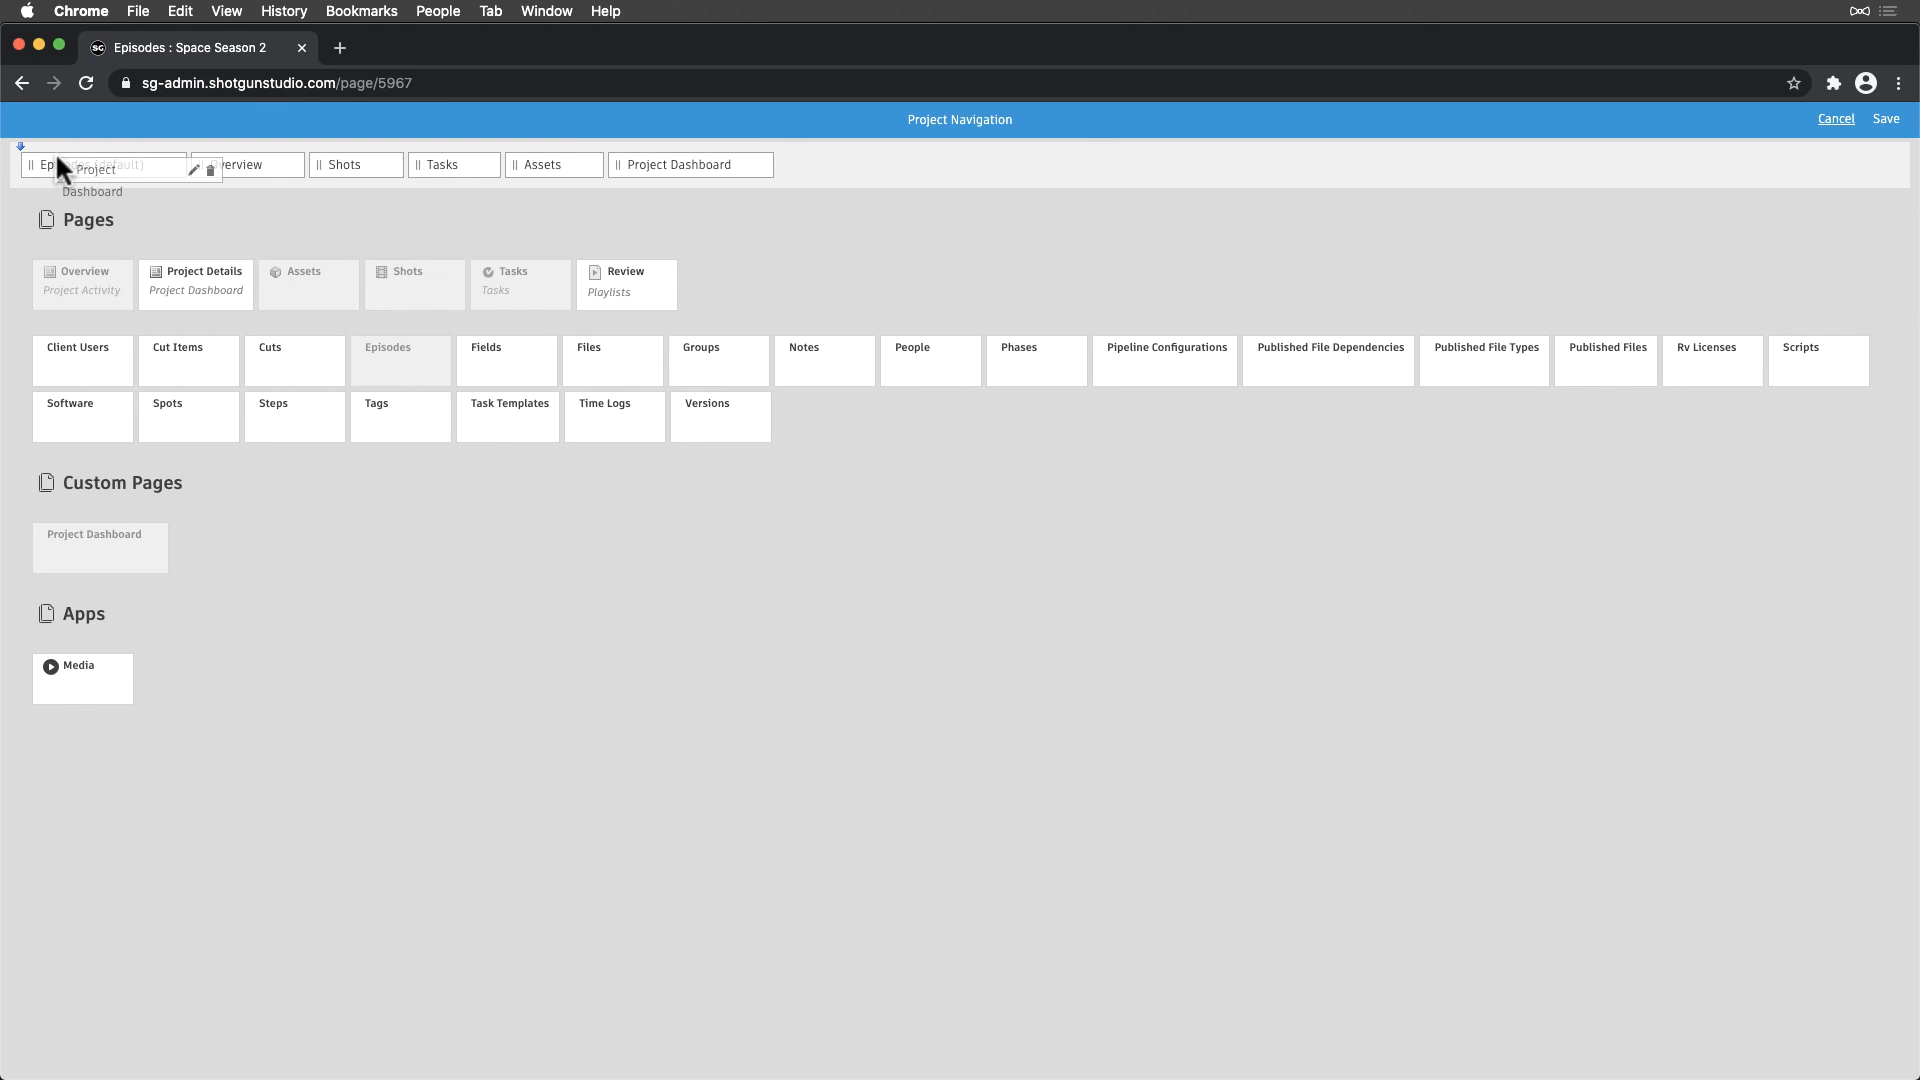 Chrome File Edit View History Bookmarks People Tab Window Help
Episodes : Space Season 2
sg-admin.shotgunstudio.com/page/5967
Project Navigation
Cancel Save
Episodes (default) Overview Shots Tasks Assets Project Dashboard
Project
Dashboard
Pages
Overview Project Details Assets Shots Tasks Review
Project Activity Project Dashboard Tasks Playlists
Client Users Cut Items Cuts Episodes Fields Files Groups Notes People Phases Pipeline Configurations Published File Dependencies Published File Types Published Files Rv Licenses Scripts
Software Spots Steps Tags Task Templates Time Logs Versions
Custom Pages
Project Dashboard
Apps
Media